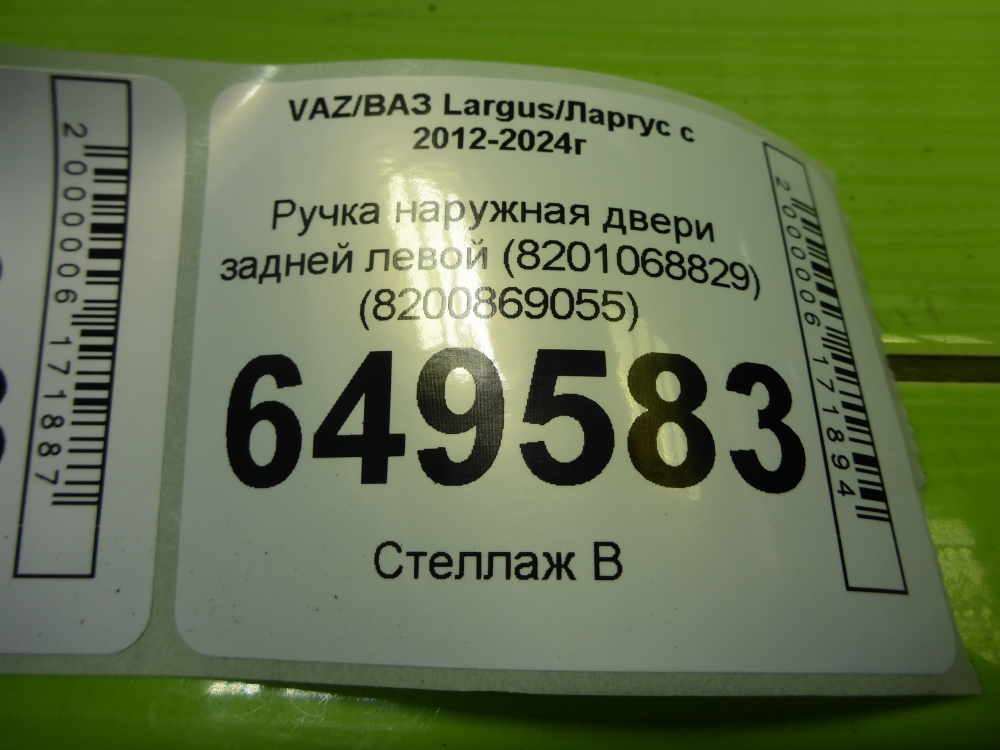 2000006171887
VAZ/ВАЗ Largus/Ларгус с
2012-2024г
Ручка наружная двери
задней левой (8201068829)
(8200869055)
649583
Стеллаж В
2000006171894